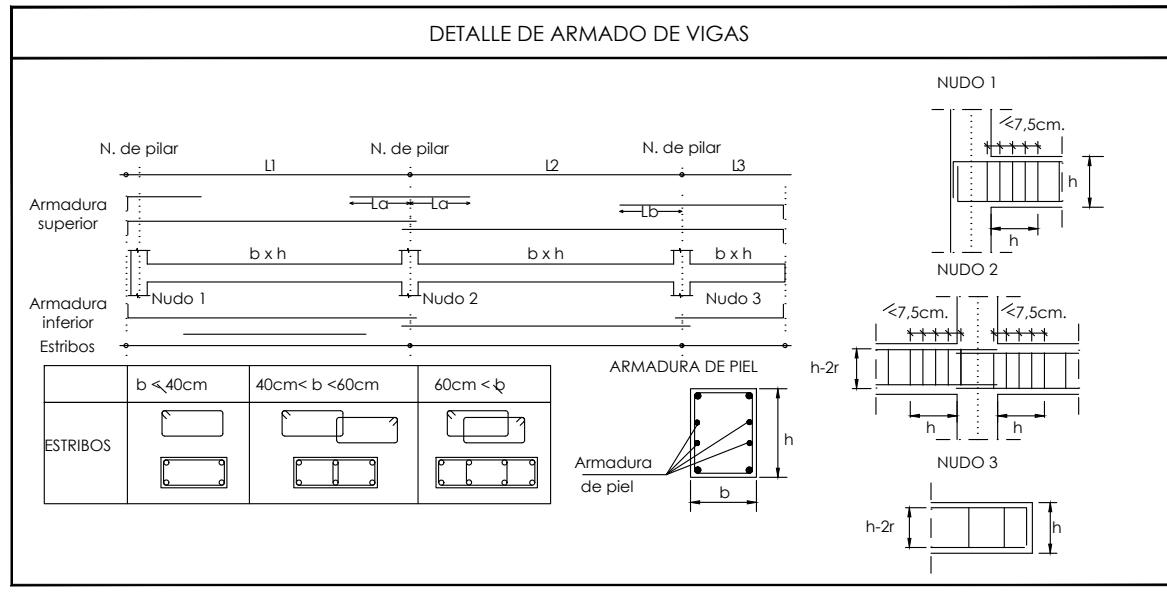 DETALLE DE ARMADO DE VIGAS
N. de pilar
N. de pilar
N. de pilar
L1
L2
L3
Armadura
superior
La
La
Lb
b x h
b x h
b x h
Nudo 1
Nudo 2
Nudo 3
Armadura
inferior
Estribos
b ≤ 40cm
40cm< b <60cm
60cm < b
ESTRIBOS
ARMADURA DE PIEL
Armadura
de piel
h
b
NUDO 1
≤7,5cm.
h
h
NUDO 2
≤7,5cm.
≤7,5cm.
h-2r
h
h
NUDO 3
h-2r
h